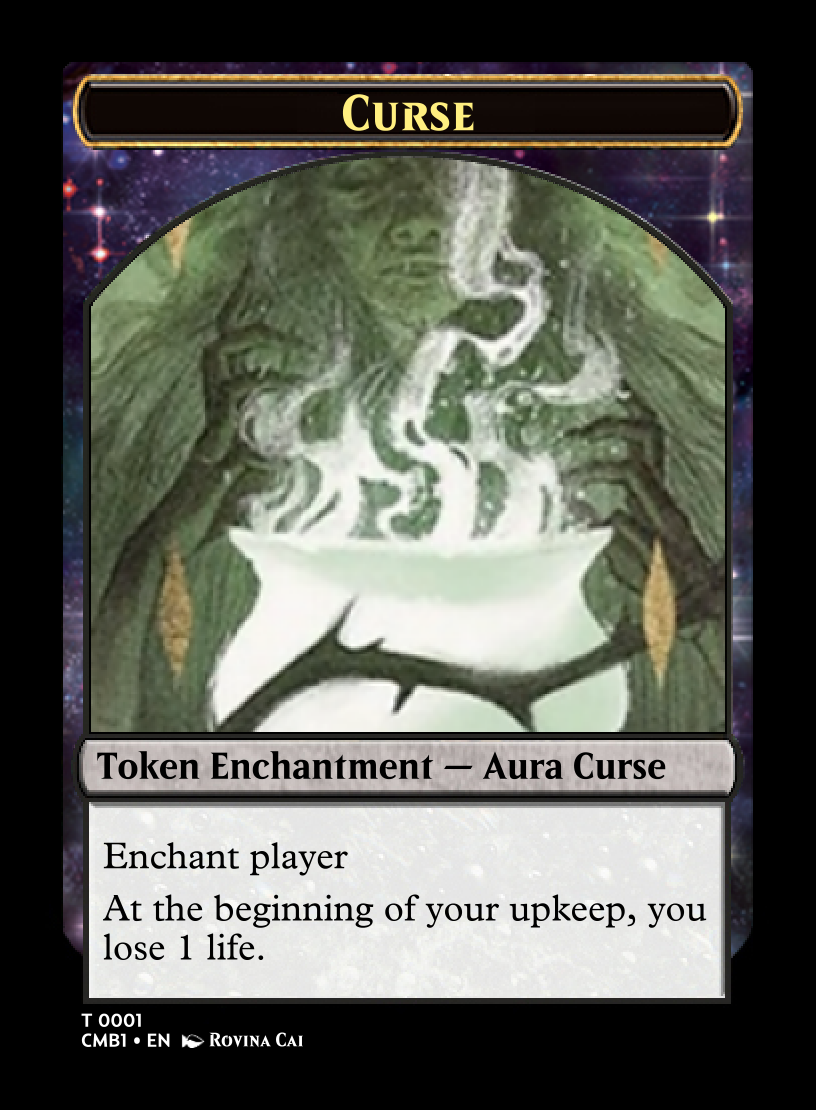 Curse
Token Enchantment — Aura Curse
Enchant player
At the beginning of your upkeep, you
lose 1 life.
T 0001
CMB1 • EN Rovina Cai